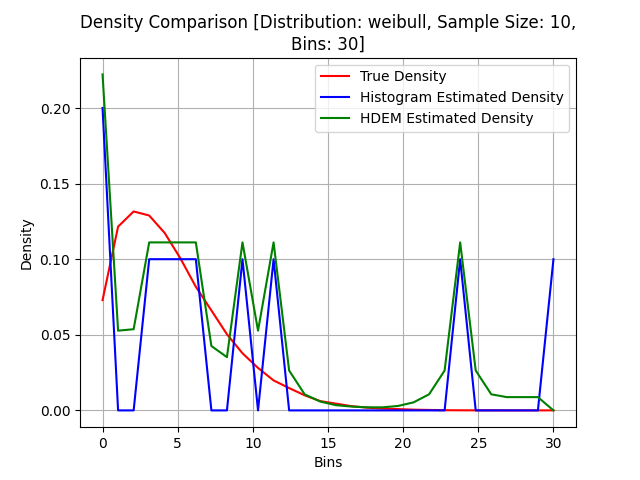 Density Comparison [Distribution: weibull, Sample Size: 10,
Bins: 30]
True Density
Histogram Estimated Density
HDEM Estimated Density
Density
0.20
0.15
0.10
0.05
0.00
0 5 10 15 20 25 30
Bins